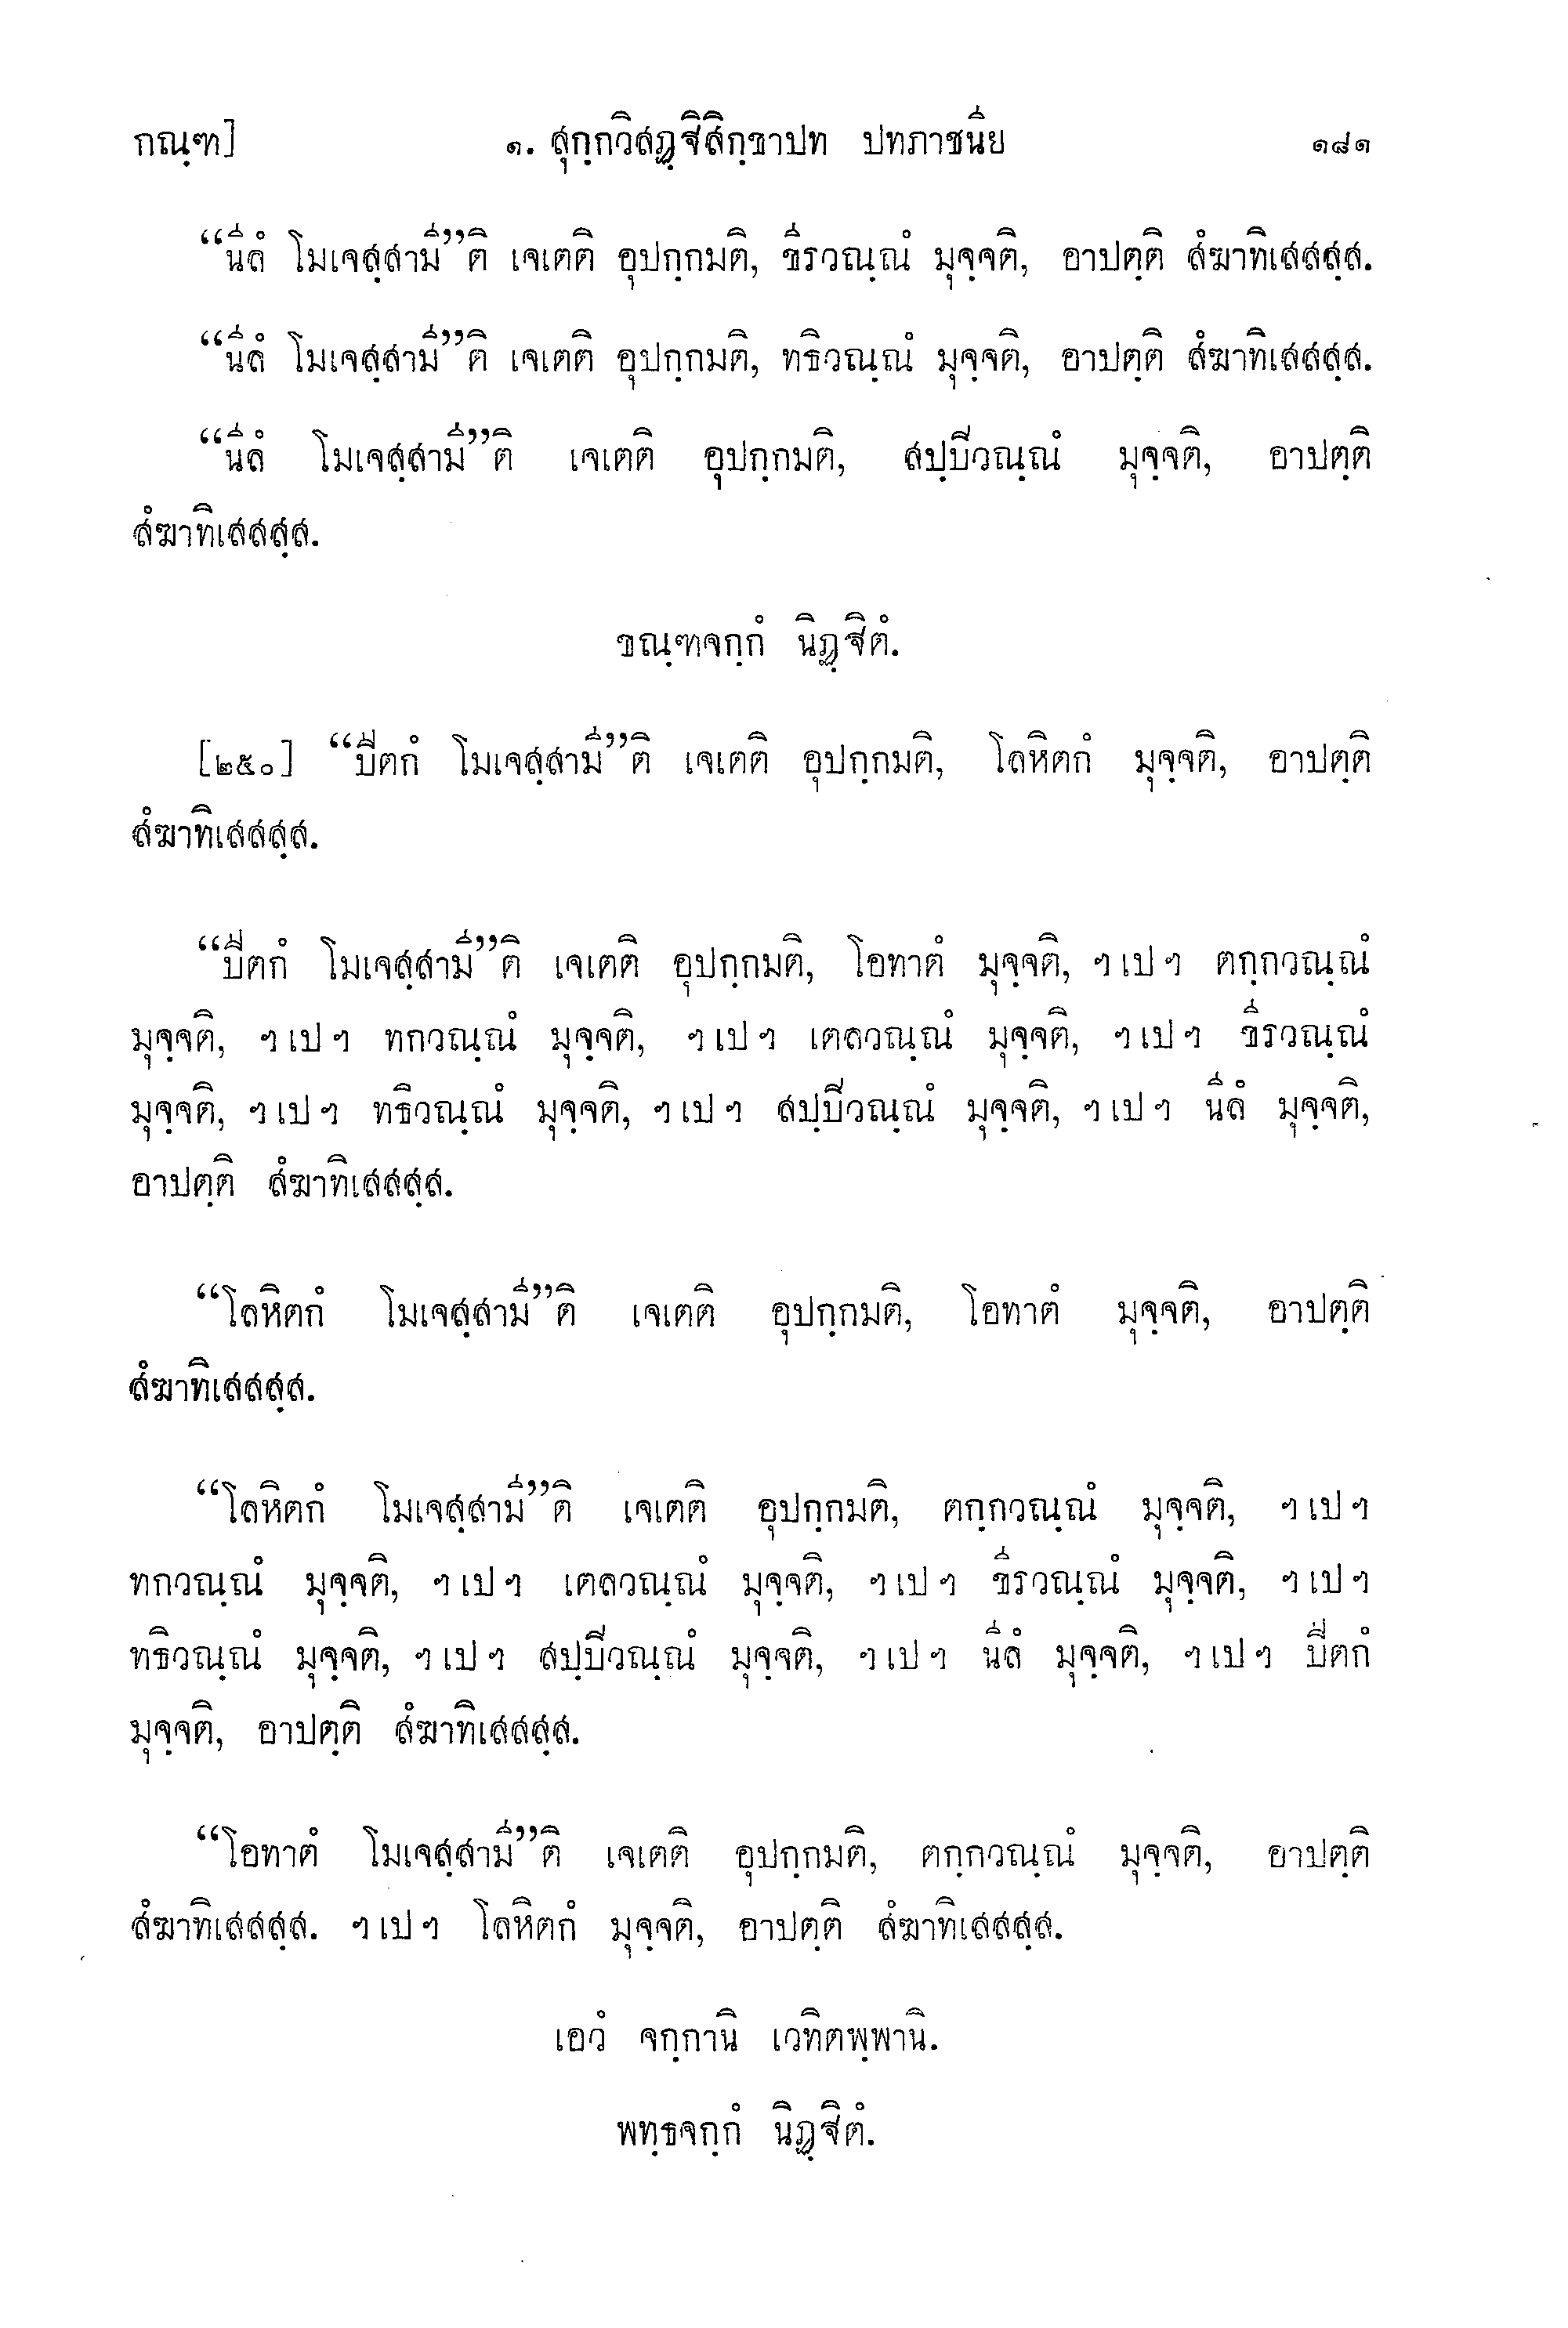 กณฺฑ] ๑. สุกฺกวิสฏฺฐิสิกฺขาปท ปทภาชนีย ๑๘๑
“นีลํ โมเจสฺสามี”ติ เจเตติ อุปกฺกมติ, ขีรวณฺณํ มุจฺจติ, อาปตฺติ สํฆาทิเสสสฺส.
“นีลํ โมเจสฺสามี”ติ เจเตติ อุปกฺกมติ, ทธิวณฺณํ มุจฺจติ, อาปตฺติ สํฆาทิเสสสฺส.
“นีลํ โมเจสฺสามี”ติ เจเตติ อุปกฺกมติ, สปฺปีวณฺณํ มุจฺจติ, อาปตฺติ
สํฆาทิเสสสฺส.
ขณฺฑจกฺกํ นิฏฺฐิตํ.
[๒๕๐] “ปีตกํ โมเจสฺสามี”ติ เจเตติ อุปกฺกมติ, โลหิตกํ มุจฺจติ, อาปตฺติ
สํฆาทิเสสสฺส.
“ปีตกํ โมเจสฺสามี”ติ เจเตติ อุปกฺกมติ, โอทาตํ มุจฺจติ, ฯเปฯ ตกฺกวณฺณํ
มุจฺจติ, ฯเปฯ ทกวณฺณํ มุจฺจติ, ฯเปฯ เตลวณฺณํ มุจฺจติ, ฯเปฯ ขีรวณฺณํ
มุจฺจติ, ฯเปฯ ทธิวณฺณํ มุจฺจติ, ฯเปฯ สปฺปีวณฺณํ มุจฺจติ, ฯเปฯ นีลํ มุจฺจติ,
อาปตฺติ สํฆาทิเสสสฺส.
“โลหิตกํ โมเจสฺสามี”ติ เจเตติ อุปกฺกมติ, โอทาตํ มุจฺจติ, อาปตฺติ
สํฆาทิเสสสฺส.
“โลหิตกํ โมเจสฺสามี”ติ เจเตติ อุปกฺกมติ, ตกฺกวณฺณํ มุจฺจติ, ฯเปฯ
ทกวณฺณํ มุจฺจติ, ฯเปฯ เตลวณฺณํ มุจฺจติ, ฯเปฯ ขีรวณฺณํ มุจฺจติ, ฯเปฯ
ทธิวณฺณํ มุจฺจติ, ฯเปฯ สปฺปีวณฺณํ มุจฺจติ, ฯเปฯ นีลํ มุจฺจติ, ฯเปฯ ปีตกํ
มุจฺจติ, อาปตฺติ สํฆาทิเสสสฺส.
“โอทาตํ โมเจสฺสามี”ติ เจเตติ อุปกฺกมติ, ตกฺกวณฺณํ มุจฺจติ, อาปตฺติ
สํฆาทิเสสสฺส. ฯเปฯ โลหิตกํ มุจฺจติ, อาปตฺติ สํฆาทิเสสสฺส.
เอวํ จกฺกานิ เวทิตพฺพานิ.
พทฺธจกฺกํ นิฏฺฐิตํ.